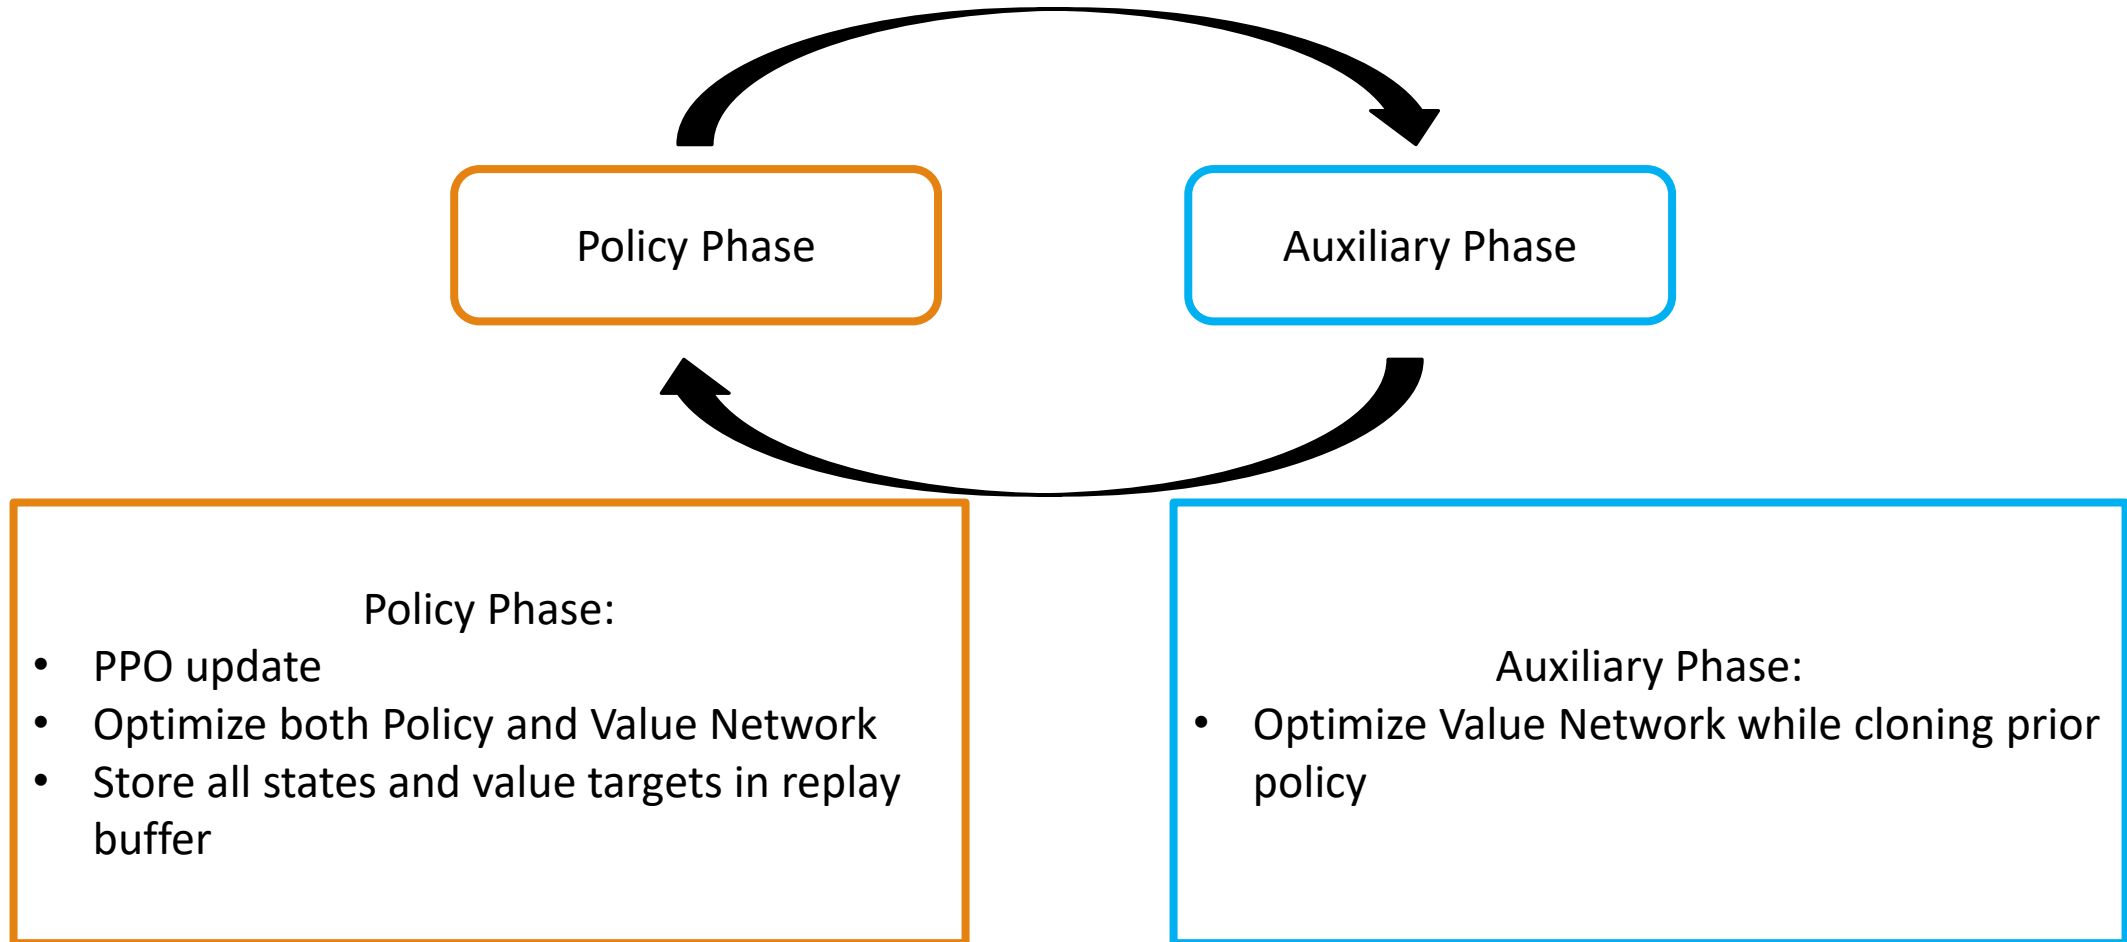 Policy Phase
Auxiliary Phase
Policy Phase:
• PPO update
• Optimize both Policy and Value Network
• Store all states and value targets in replay
buffer
Auxiliary Phase:
• Optimize Value Network while cloning prior
policy